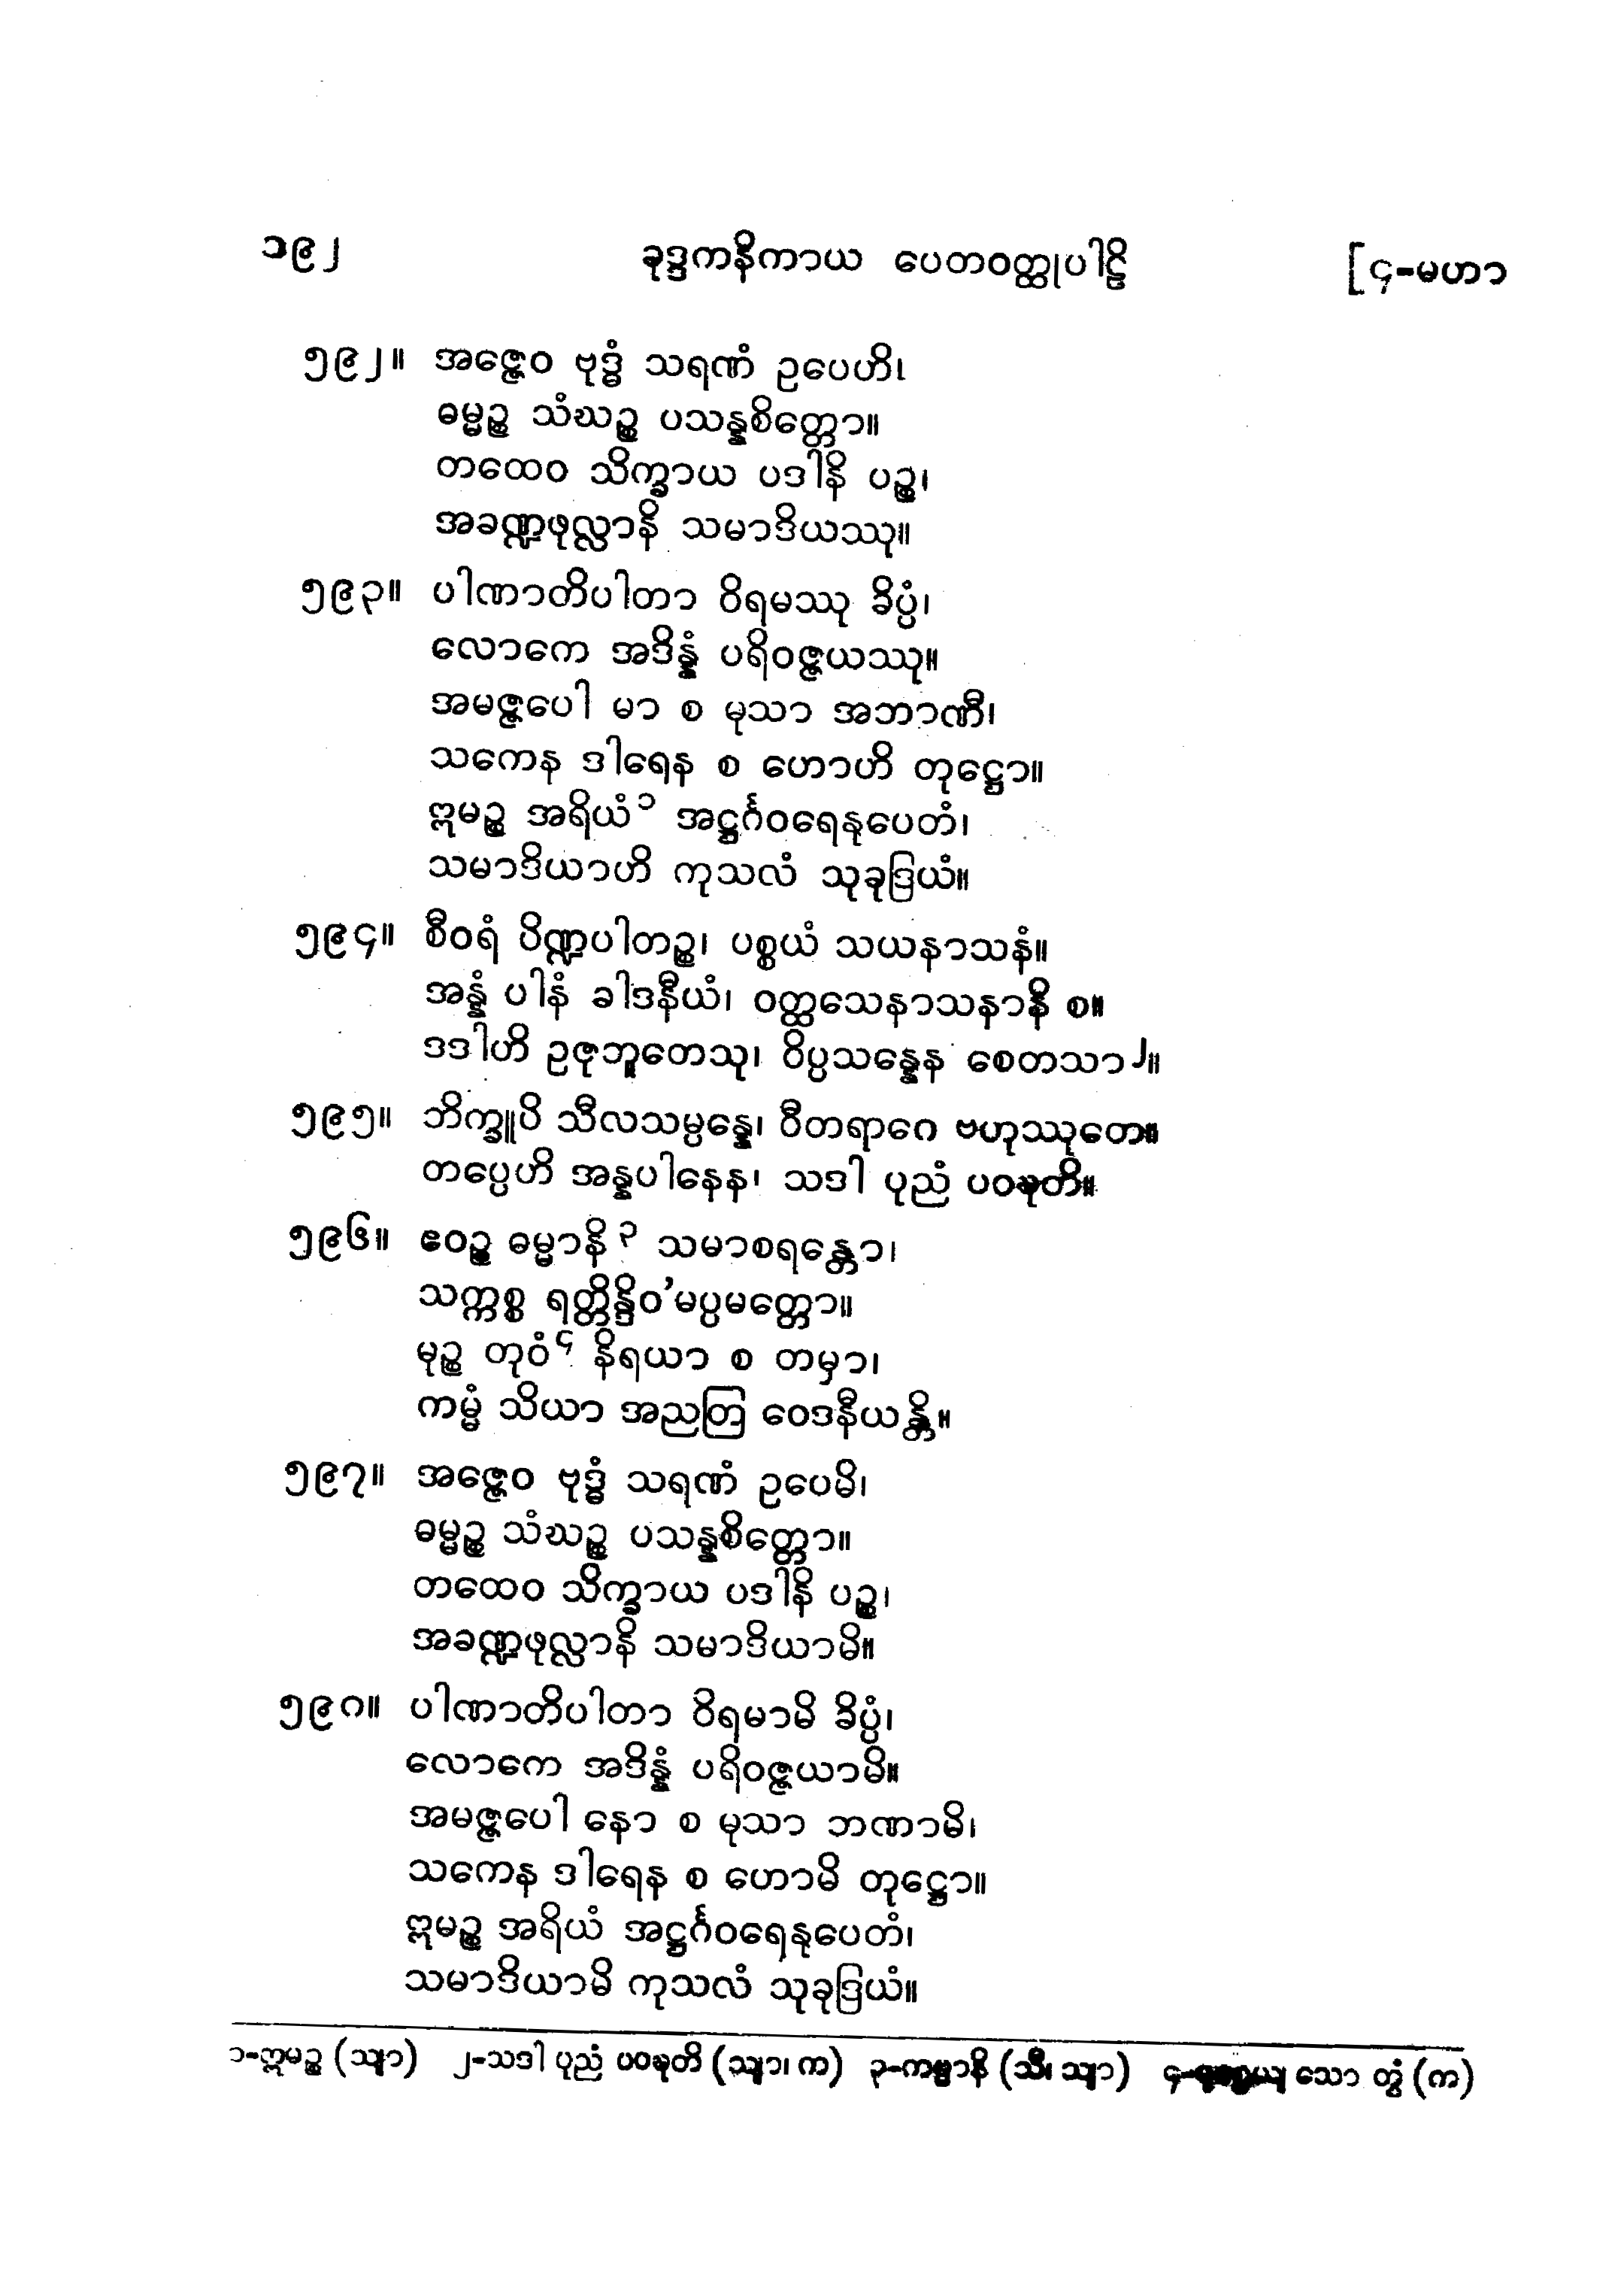 ၁၉၂ ခုဒ္ဒကနိကာယ ပေတဝတ္ထုပါဠိ [၄-မဟာ
၅၉၂။ အဇ္ဇေဝ ဗုဒ္ဓံ သရဏံ ဥပေဟိ၊
ဓမ္မဉ္စ သံဃဉ္စ ပသန္နစိတ္တော။
တထေဝ သိက္ခာယ ပဒါနိ ပဉ္စ၊
အခဏ္ဍဖုလ္လာနိ သမာဒိယဿု။
၅၉၃။ ပါဏာတိပါတာ ဝိရမဿု ခိပ္ပံ၊
လောကေ အဒိန္နံ ပရိဝဇ္ဇယဿု။
အမဇ္ဇပေါ မာ စ မုသာ အဘာဏီ၊
သကေန ဒါရေန စ ဟောဟိ တုဋ္ဌော။
ဣမဉ္စ အရိယံ၁ အဋ္ဌင်္ဂဝရေနုပေတံ၊
သမာဒိယာဟိ ကုသလံ သုခုဒြယံ။
၅၉၄။ စီဝရံ ပိဏ္ဍပါတဉ္စ၊ ပစ္စယံ သယနာသနံ။
အန္နံ ပါနံ ခါဒနီယံ၊ ဝတ္ထသေနာသနာနိ စ။
ဒဒါဟိ ဥဇုဘူတေသု၊ ဝိပ္ပသန္နေန စေတသာ၂။
၅၉၅။ ဘိက္ခူပိ သီလသမ္ပန္နေ၊ ဝီတရာဂေ ဗဟုဿုတေ။
တပ္ပေဟိ အန္နပါနေန၊ သဒါ ပုညံ ပဝဍ္ဎတိ။
၅၉၆။ ဧဝဉ္စ ဓမ္မာနိ၃ သမာစရန္တော၊
သက္ကစ္စ ရတ္တိန္ဒိဝ'မပ္ပမတ္တော။
မုဉ္စ တုဝံ၄ နိရယာ စ တမှာ၊
ကမ္မံ သိယာ အညတြ ဝေဒနီယန္တိ။
၅၉၇။ အဇ္ဇေဝ ဗုဒ္ဓံ သရဏံ ဥပေမိ၊
ဓမ္မဉ္စ သံဃဉ္စ ပသန္နစိတ္တော။
တထေဝ သိက္ခာယ ပဒါနိ ပဉ္စ၊
အခဏ္ဍဖုလ္လာနိ သမာဒိယာမိ။
၅၉၈။ ပါဏာတိပါတာ ဝိရမာမိ ခိပ္ပံ၊
လောကေ အဒိန္နံ ပရိဝဇ္ဇယာမိ။
အမဇ္ဇပေါ နော စ မုသာ ဘဏာမိ၊
သကေန ဒါရေန စ ဟောမိ တုဋ္ဌော။
ဣမဉ္စ အရိယံ အဋ္ဌင်္ဂဝရေနုပေတံ၊
သမာဒိယာမိ ကုသလံ သုခုဒြယံ။
၁-ဣမဉ္စ (သျာ) ၂-သဒါ ပုညံ ပဝဍ္ဎတိ (သျာ၊ က) ၃-ကမ္မာနိ (သီ၊ သျာ) ၄- သော တွံ (က)